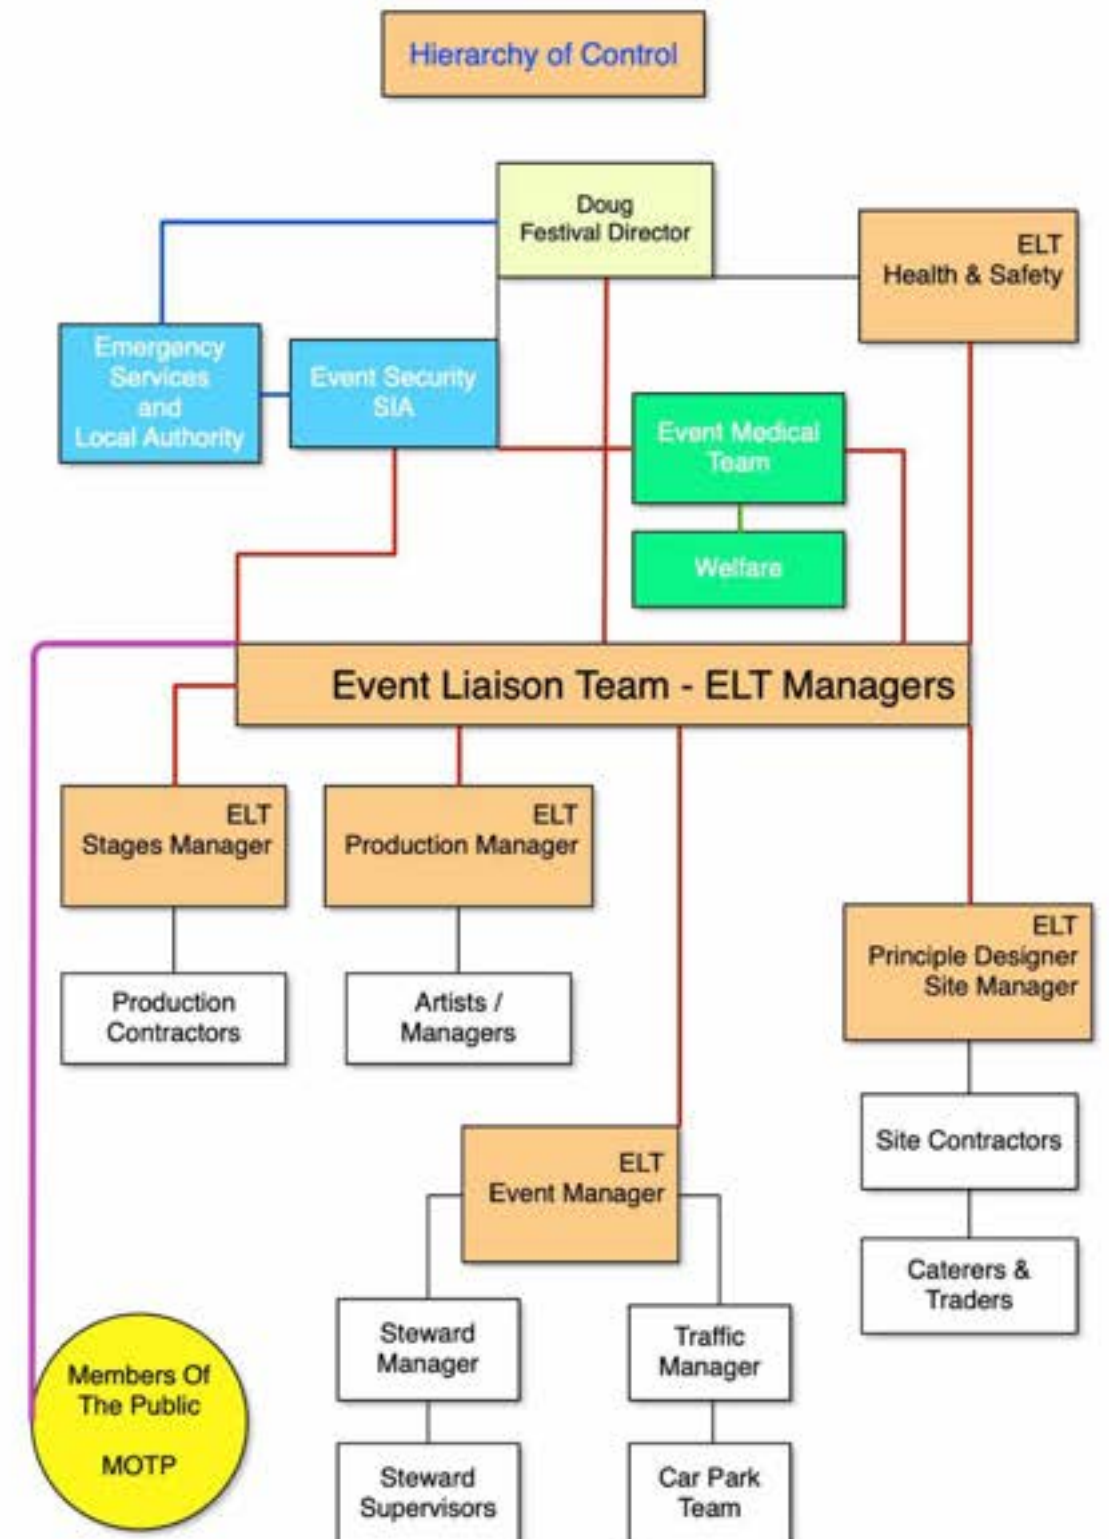 Hierarchy of Control
Doug
Festival Director
ELT
Health & Safety
Emergency
Services
and
Local Authority
Event Security
SIA
Event Medical
Team
Welfare
Event Liaison Team - ELT Managers
ELT
Stages Manager
ELT
Production Manager
ELT
Principle Designer
Site Manager
Production
Contractors
Artists /
Managers
Site Contractors
ELT
Event Manager
Caterers &
Traders
Steward
Manager
Traffic
Manager
Members Of
The Public
MOTP
Steward
Supervisors
Car Park
Team